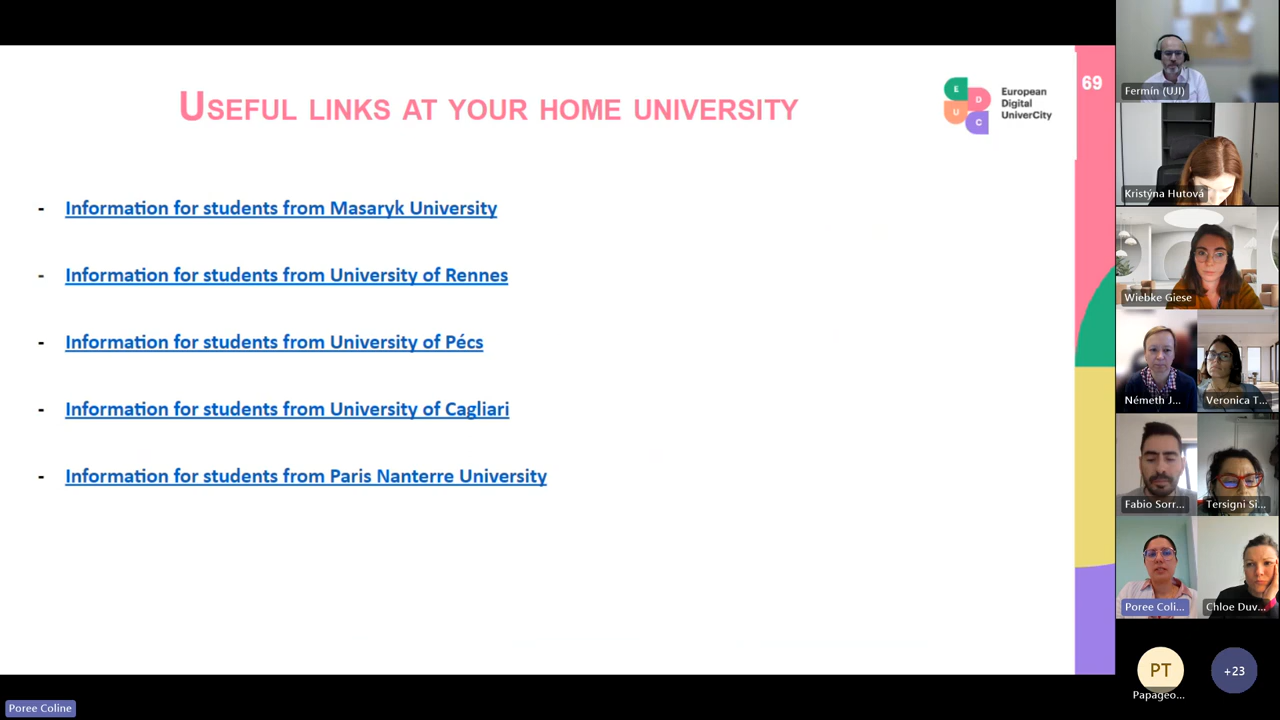 USEFUL LINKS AT YOUR HOME UNIVERSITY
E
D
U
C
European
Digital
UniverCity
69
- Information for students from Masaryk University
- Information for students from University of Rennes
- Information for students from University of Pécs
- Information for students from University of Cagliari
- Information for students from Paris Nanterre University
Fermín (UJI)
Kristýna Hutová
Wiebke Giese
Németh J...
Veronica T...
Fabio Sorr...
Tersigni Si...
Poree Coli...
Chloe Duv...
PT
Papageo...
+23
Poree Coline